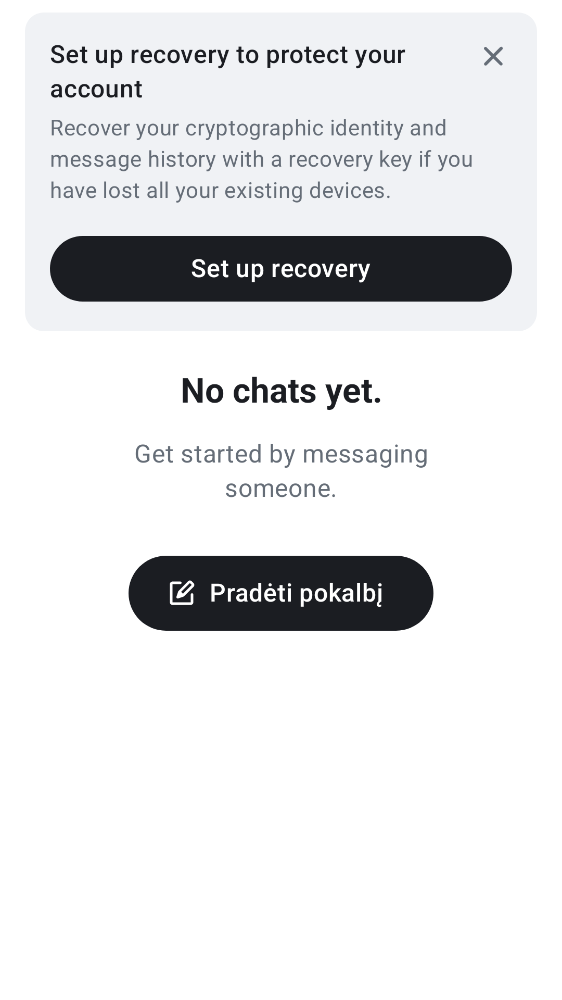 Set up recovery to protect your
account
Recover your cryptographic identity and
message history with a recovery key if you
have lost all your existing devices.
Set up recovery
No chats yet.
Get started by messaging
someone.
Pradėti pokalbį